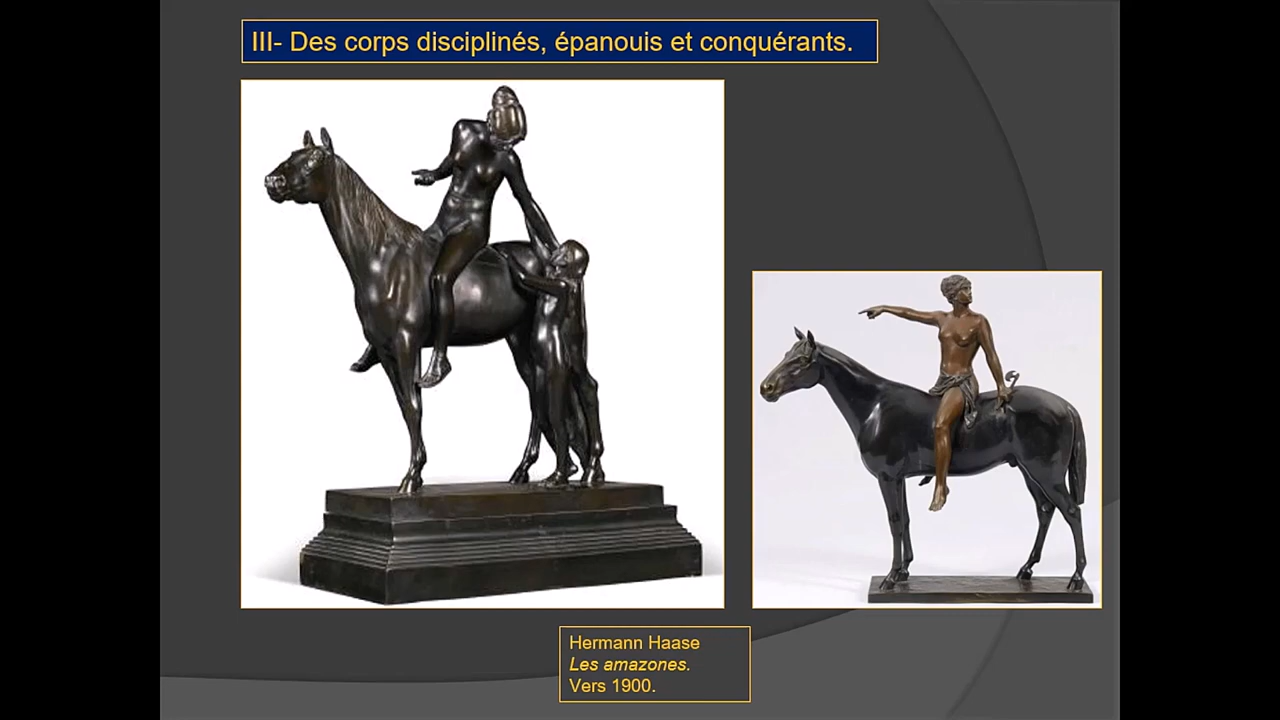 III- Des corps disciplinés, épanouis et conquérants.
Hermann Haase
Les amazones.
Vers 1900.